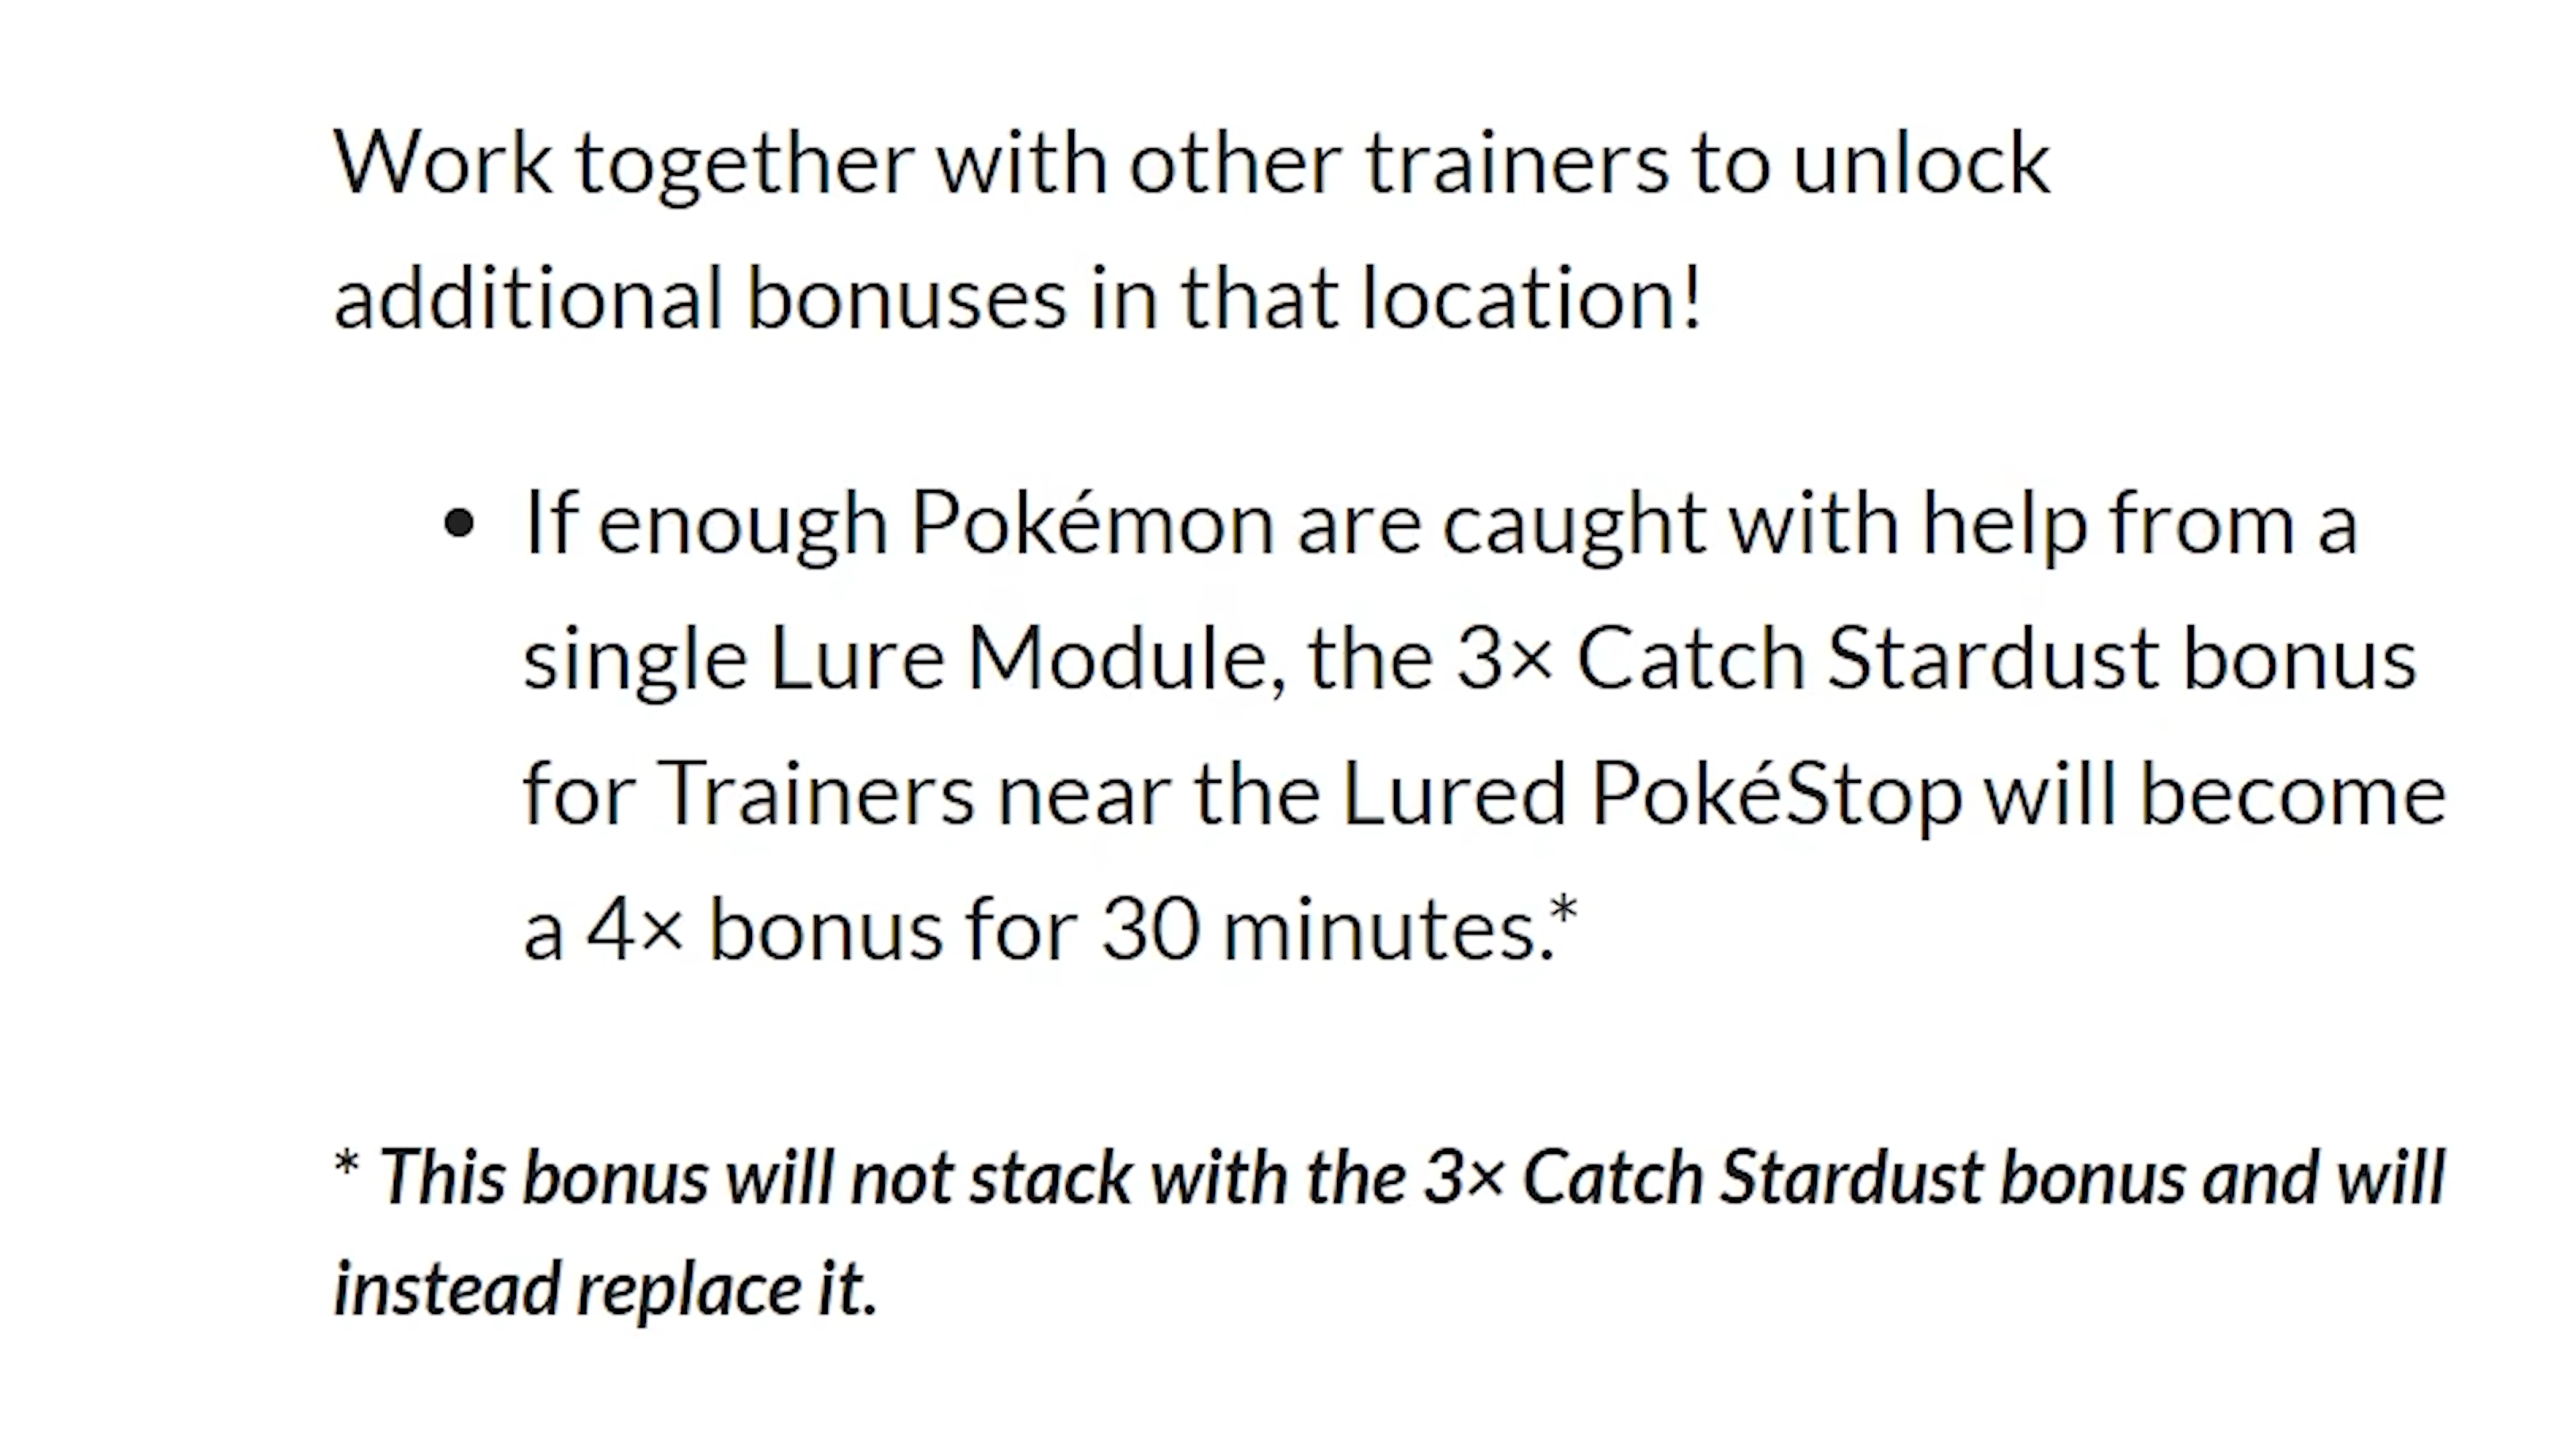 Work together with other trainers to unlock
additional bonuses in that location!
• If enough Pokémon are caught with help from a
single Lure Module, the 3× Catch Stardust bonus
for Trainers near the Lured PokéStop will become
a 4× bonus for 30 minutes.*
* This bonus will not stack with the 3× Catch Stardust bonus and will
instead replace it.